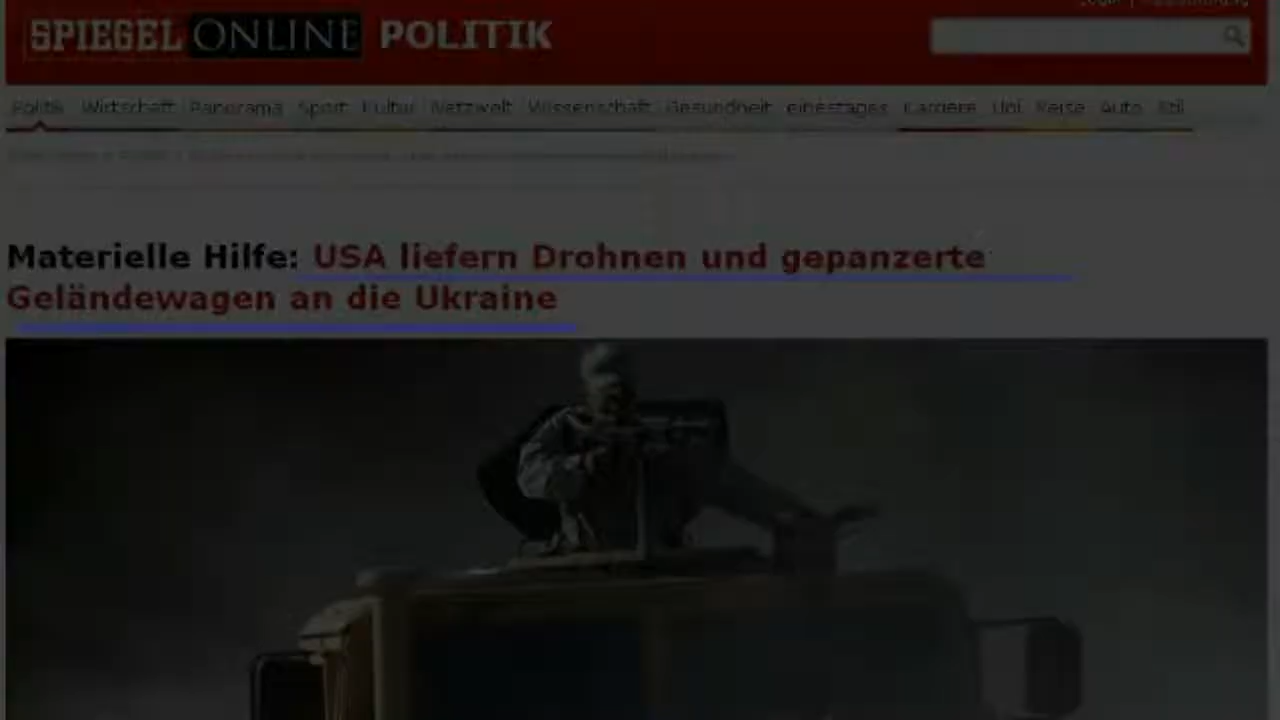 SPIEGEL ONLINE POLITIK
Politik Wirtschaft Panorama Sport Kultur Netzwelt Wissenschaft Gesundheit einestages Karriere Uni Reise Auto Stil
Materielle Hilfe: USA liefern Drohnen und gepanzerte
Geländewagen an die Ukraine